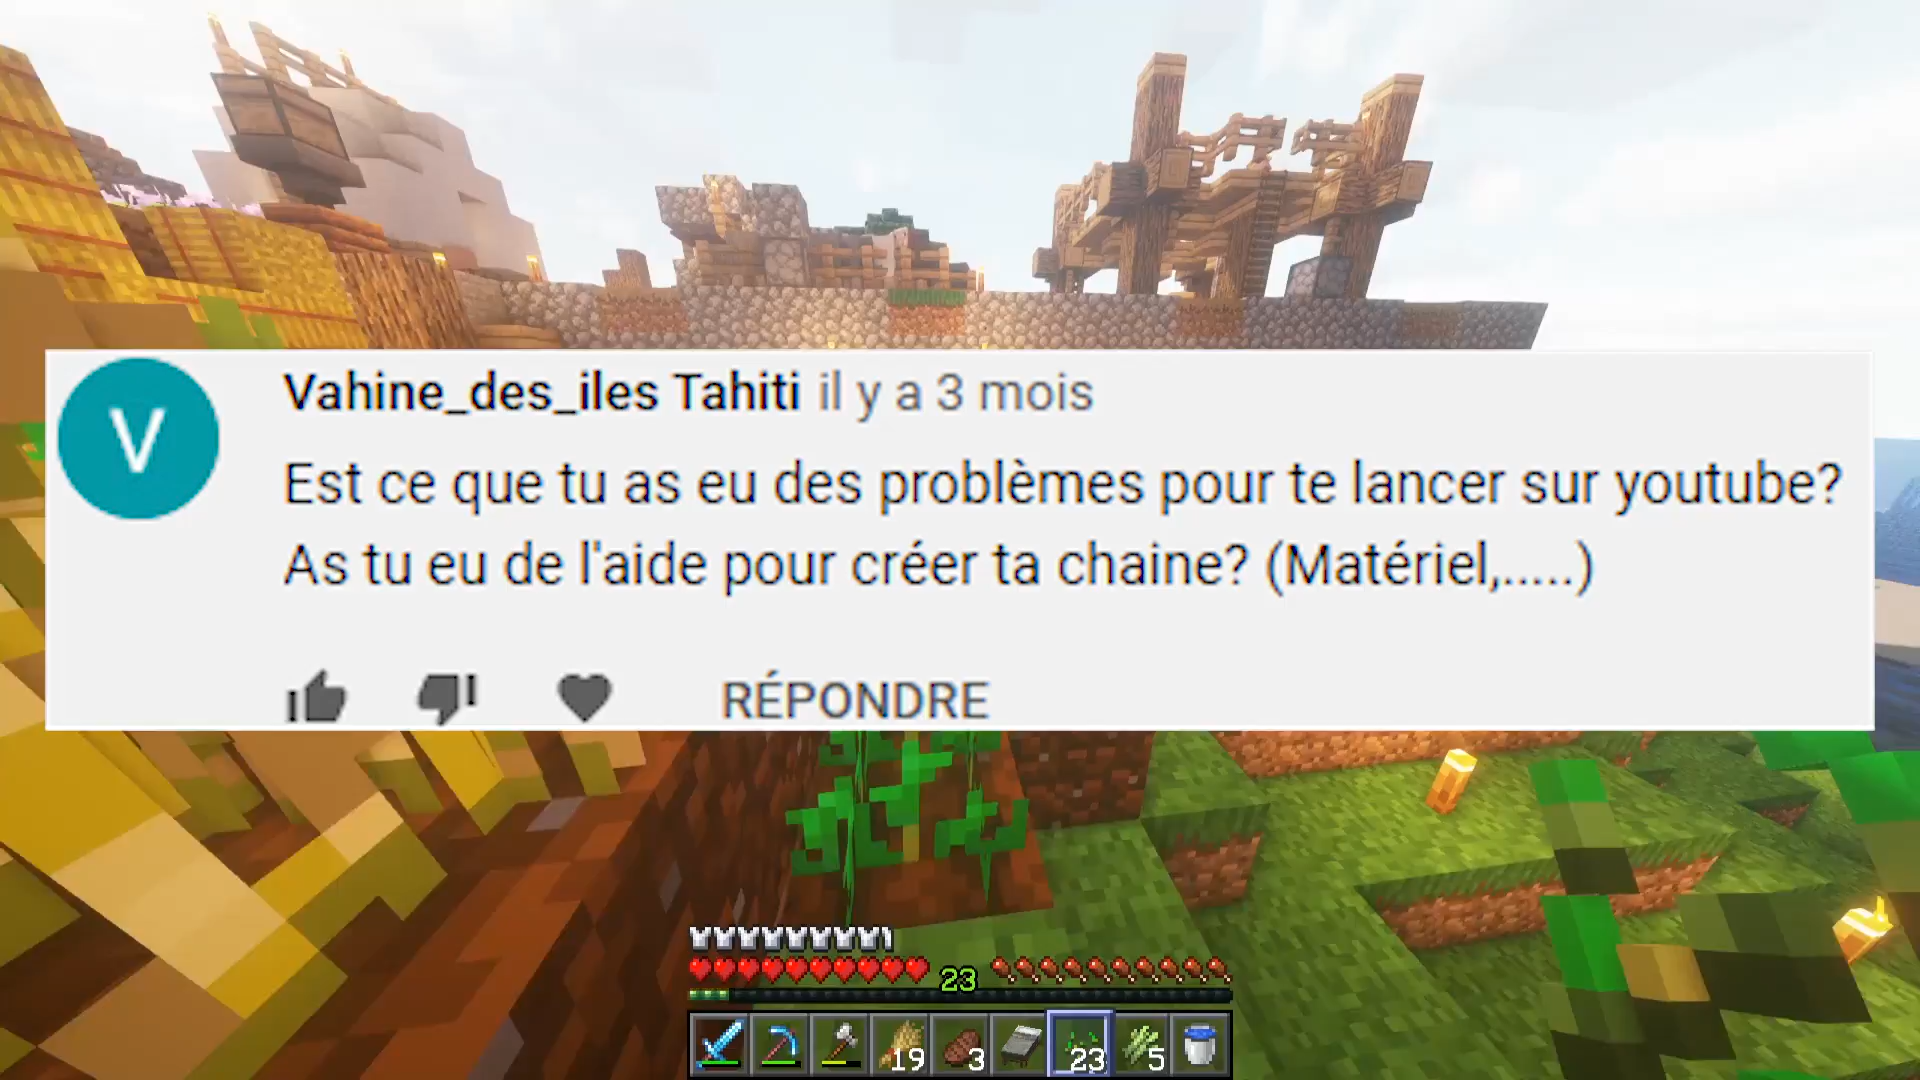 V
Vahine_des_iles Tahiti il y a 3 mois
Est ce que tu as eu des problèmes pour te lancer sur youtube?
As tu eu de l'aide pour créer ta chaine? (Matériel,.....)
RÉPONDRE
23
19 3 23 5